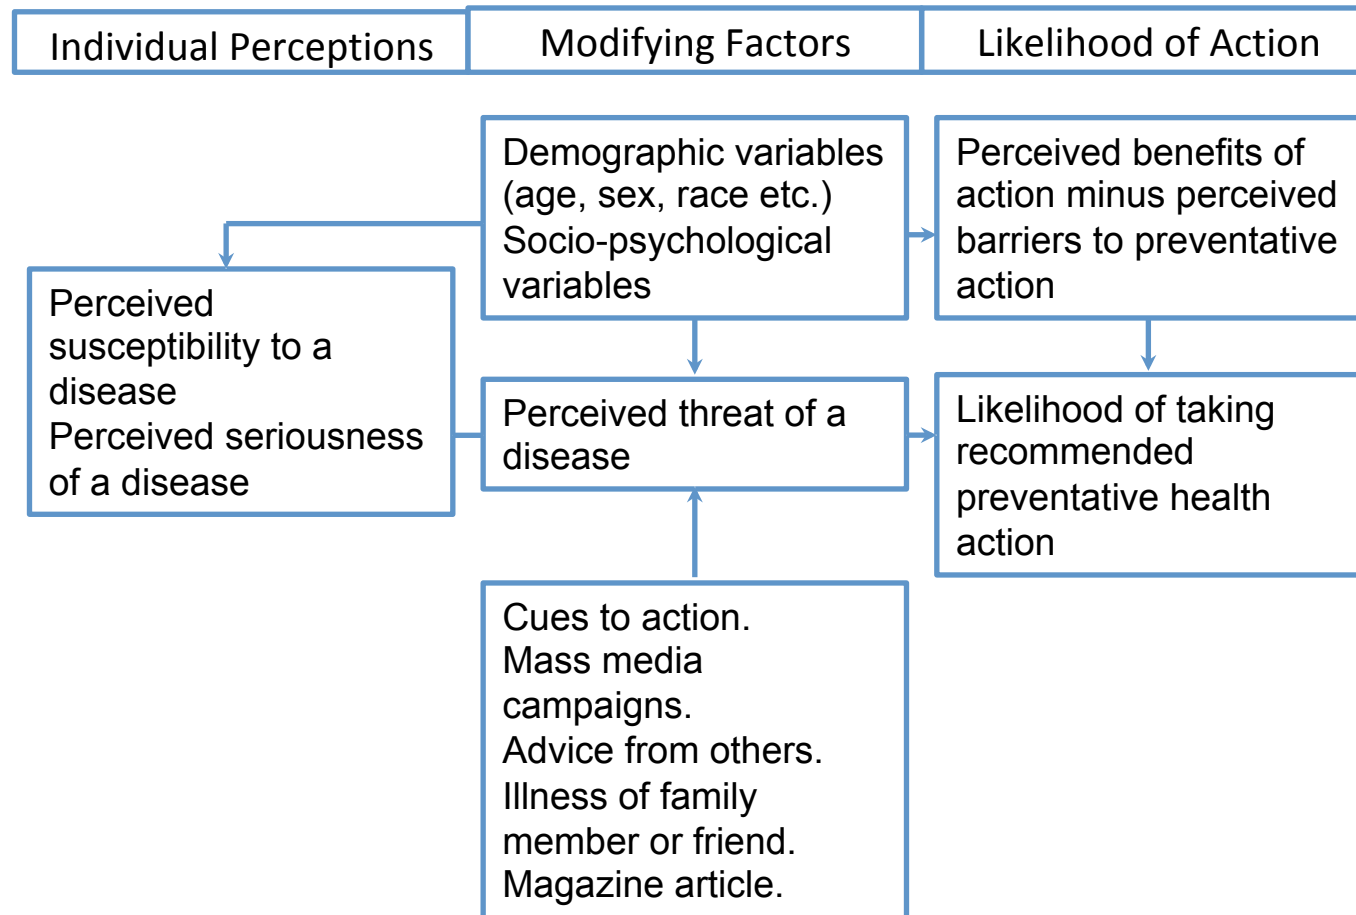 Individual Perceptions
Modifying Factors
Likelihood of Action
Demographic variables
(age, sex, race etc.)
Socio-psychological
variables
Perceived benefits of
action minus perceived
barriers to preventative
action
Perceived
susceptibility to a
disease
Perceived seriousness
of a disease
Perceived threat of a
disease
Likelihood of taking
recommended
preventative health
action
Cues to action.
Mass media
campaigns.
Advice from others.
Illness of family
member or friend.
Magazine article.